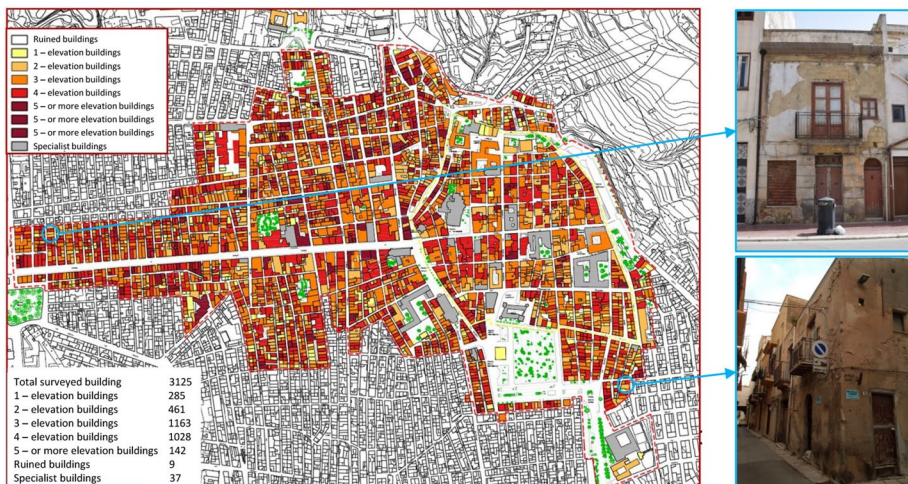 Ruined buildings
1 – elevation buildings
2 – elevation buildings
3 – elevation buildings
4 – elevation buildings
5 – or more elevation buildings
5 – or more elevation buildings
5 – or more elevation buildings
Specialist buildings
Total surveyed building 3125
1 – elevation buildings 285
2 – elevation buildings 461
3 – elevation buildings 1163
4 – elevation buildings 1028
5 – or more elevation buildings 142
Ruined buildings 9
Specialist buildings 37